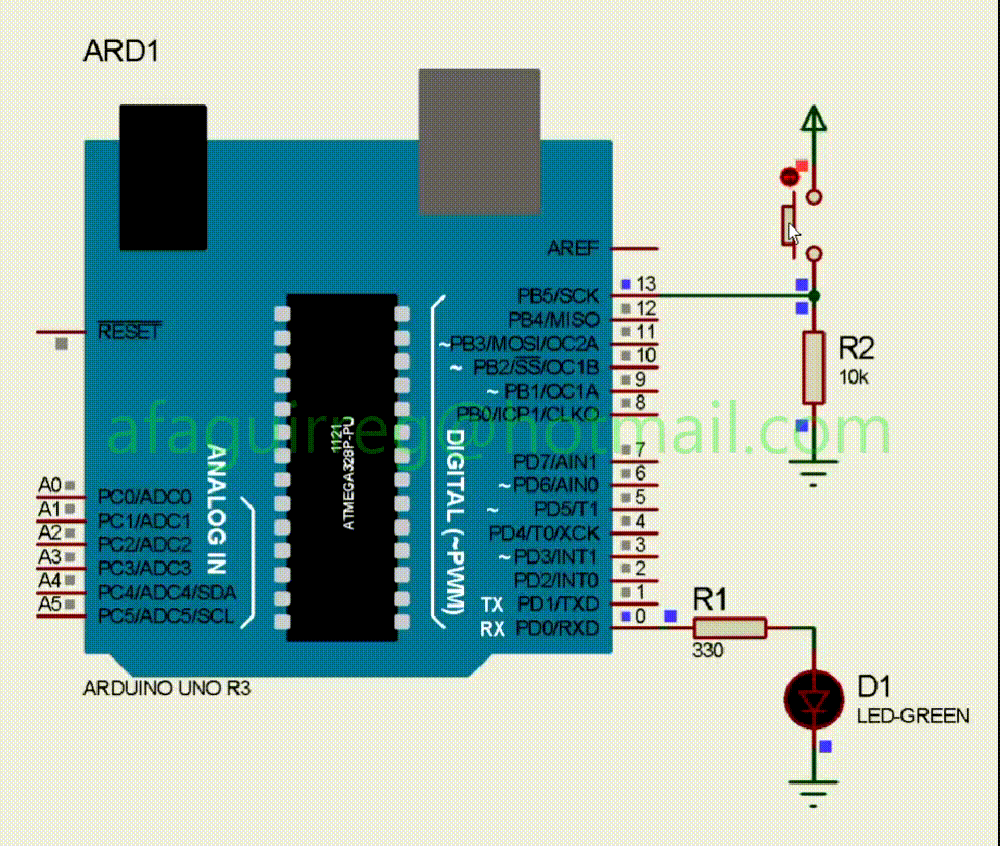 ARD1
AREF
RESET
PB5/SCK 13
PB4/MISO 12
~PB3/MOSI/OC2A 11
~ PB2/SS/OC1B 10
~ PB1/OC1A 9
PB0/ICP1/CLKO 8
PD7/AIN1 7
~PD6/AIN0 6
~ PD5/T1 5
PD4/T0/XCK 4
~PD3/INT1 3
PD2/INT0 2
TX PD1/TXD 1
RX PD0/RXD 0
DIGITAL (~PWM)
1121
ATMEGA328P-PU
ANALOG IN
A0 PC0/ADC0
A1 PC1/ADC1
A2 PC2/ADC2
A3 PC3/ADC3
A4 PC4/ADC4/SDA
A5 PC5/ADC5/SCL
ARDUINO UNO R3
R2
10k
R1
330
D1
LED-GREEN
afaguirreg@hotmail.com